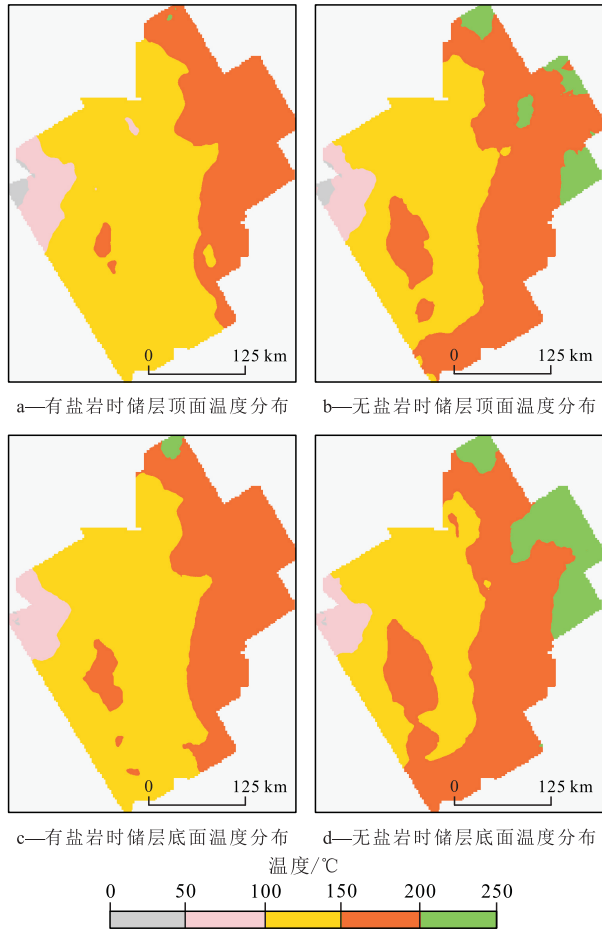 0 125 km
0 125 km
a—有盐岩时储层顶面温度分布
b—无盐岩时储层顶面温度分布
0 125 km
0 125 km
c—有盐岩时储层底面温度分布
d—无盐岩时储层底面温度分布
温度/℃
0 50 100 150 200 250